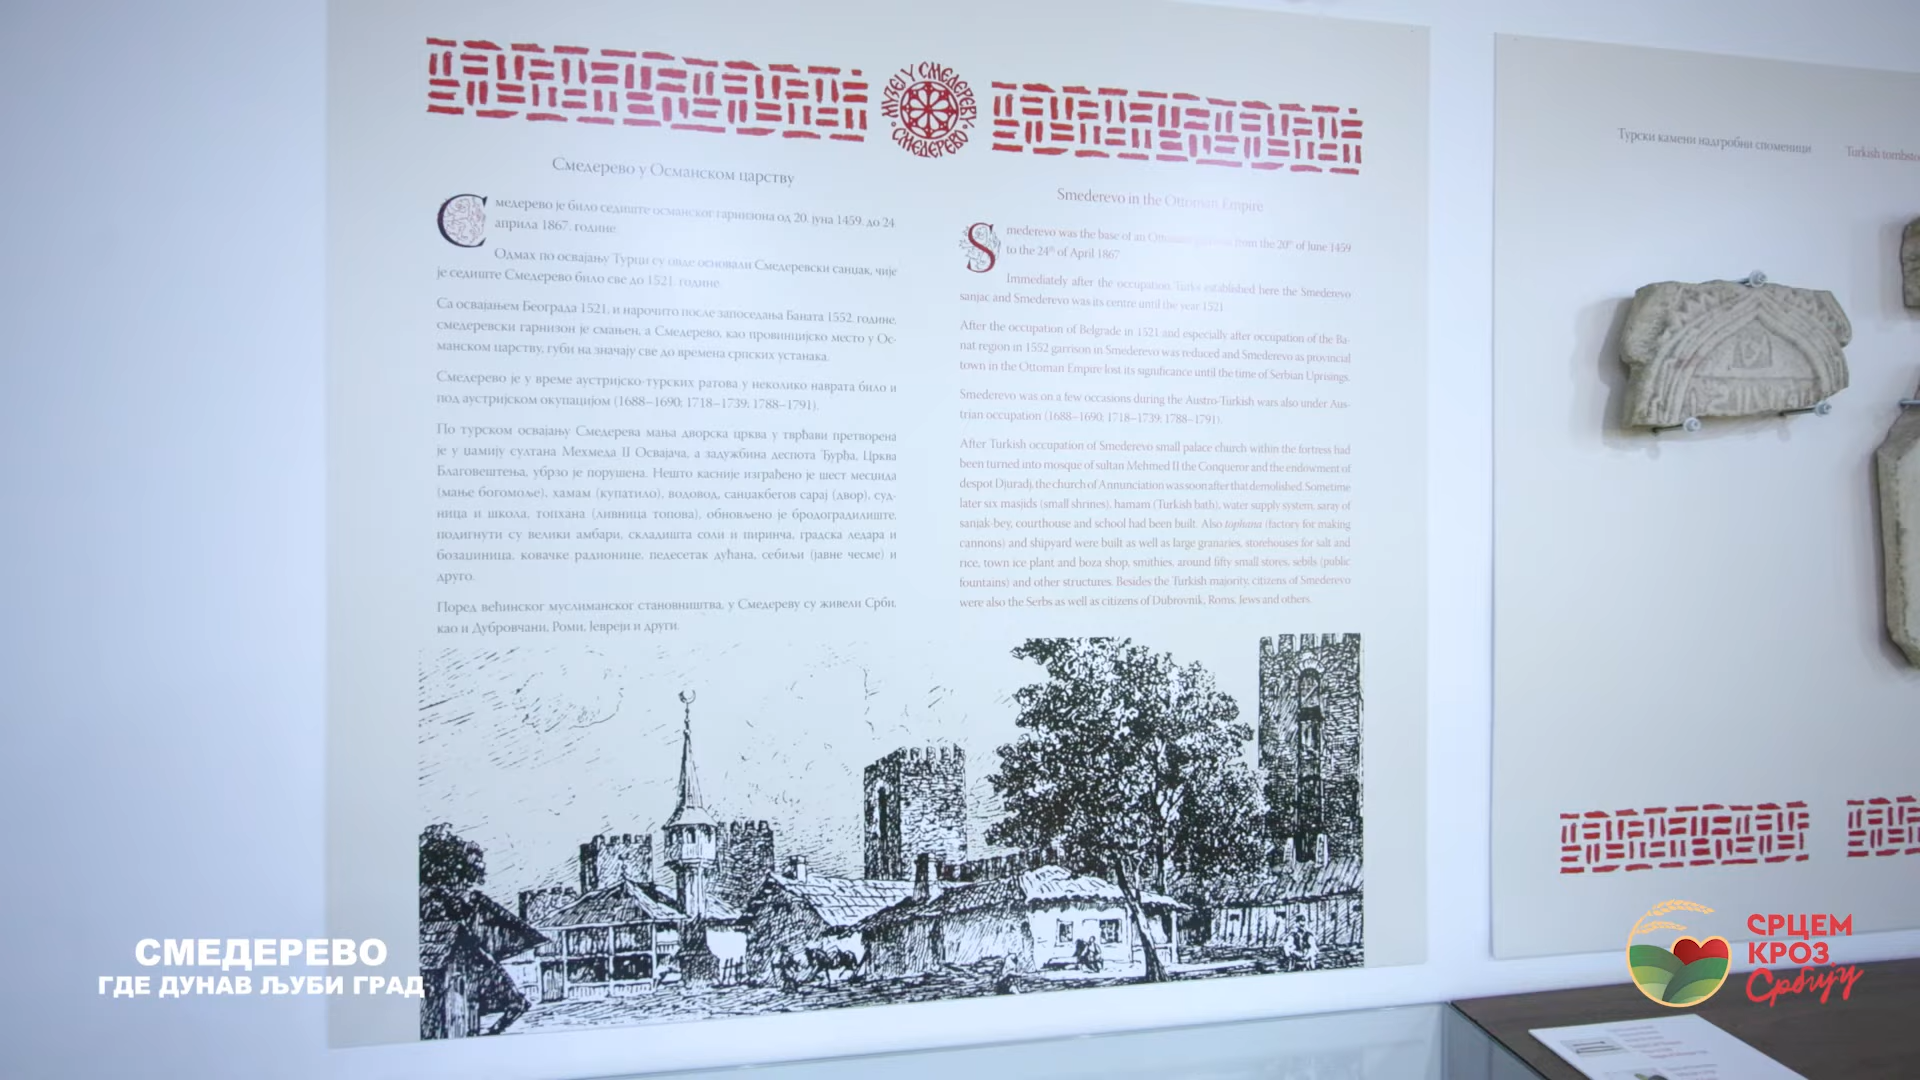 МУЗЕЈ У СМЕДЕРЕВУ
СМЕДЕРЕВО
Смедерево у Османском царству
Смедерево је било седиште османског гарнизона од 20. јуна 1459. до 24.
априла 1867. године.
Одмах по освајању Турци су овде основали Смедеревски санџак, чије
је седиште Смедерево било све до 1521. године.
Са освајањем Београда 1521, и нарочито после запоседања Баната 1552. године,
смедеревски гарнизон је смањен, а Смедерево, као провинцијско место у Ос-
манском царству, губи на значају све до времена српских устанака.
Смедерево је у време аустријско-турских ратова у неколико наврата било и
под аустријском окупацијом (1688–1690; 1718–1739; 1788–1791).
По турском освајању Смедерева мања дворска црква у тврђави претворена
је у џамију султана Мехмеда II Освајача, а задужбина деспота Ђурђа, Црква
Благовештења, убрзо је порушена. Нешто касније изграђено је шест месџида
(мање богомоље), хамам (купатило), водовод, санџакбегов сарај (двор), суд-
ница и школа, топхана (ливница топова), обновљено је бродоградилиште,
подигнути су велики амбари, складишта соли и пиринча, градска ледара и
бозаџиница, ковачке радионице, педесетак дућана, себиљи (јавне чесме) и
друго.
Поред већинског муслиманског становништва, у Смедереву су живели Срби,
као и Дубровчани, Роми, Јевреји и други.
Smederevo in the Ottoman Empire
Smederevo was the base of an Ottoman garrison from the 20th of June 1459
to the 24th of April 1867
Immediately after the occupation, Turks established here the Smederevo
sanjac and Smederevo was its centre until the year 1521
After the occupation of Belgrade in 1521 and especially after occupation of the Ba-
nat region in 1552 garrison in Smederevo was reduced and Smederevo as provincial
town in the Ottoman Empire lost its significance until the time of Serbian Uprisings.
Smederevo was on a few occasions during the Austro-Turkish wars also under Aus-
trian occupation (1688–1690; 1718–1739; 1788–1791).
After Turkish occupation of Smederevo small palace church within the fortress had
been turned into mosque of sultan Mehmed II the Conqueror and the endowment of
despot Djuradj, the church of Annunciation was soon after that demolished. Sometime
later six masjids (small shrines), hamam (Turkish bath), water supply system, saray of
sanjak-bey, courthouse and school had been built. Also tophana (factory for making
cannons) and shipyard were built as well as large granaries, storehouses for salt and
rice, town ice plant and boza shop, smithies, around fifty small stores, sebils (public
fountains) and other structures. Besides the Turkish majority, citizens of Smederevo
were also the Serbs as well as citizens of Dubrovnik, Roms, Jews and others.
Турски камени надгробни споменици
Turkish tombsto
СМЕДЕРЕВО
ГДЕ ДУНАВ ЉУБИ ГРАД
СРЦЕМ
КРОЗ
Србију